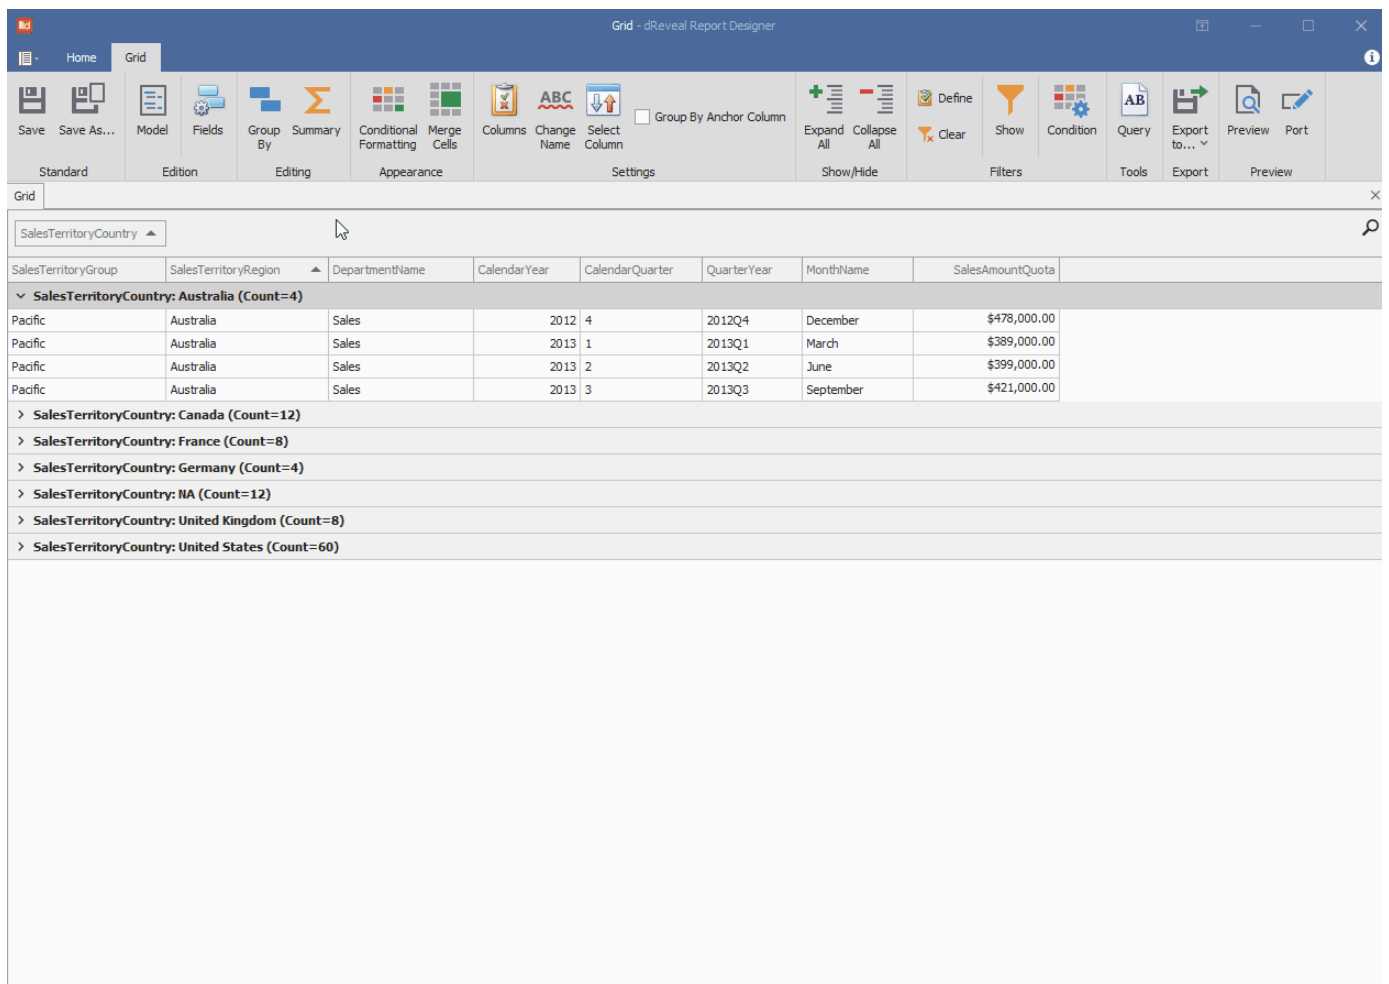 Rd
Grid - dReveal Report Designer
Home Grid
Save Save As... Model Fields Group By Summary Conditional Formatting Merge Cells Columns ABC Change Name Select Column Group By Anchor Column Expand All Collapse All Define Clear Show Condition AB Query Export to... Preview Port
Standard Edition Editing Appearance Settings Show/Hide Filters Tools Export Preview
Grid
SalesTerritoryCountry
SalesTerritoryGroup SalesTerritoryRegion DepartmentName CalendarYear CalendarQuarter QuarterYear MonthName SalesAmountQuota
SalesTerritoryCountry: Australia (Count=4)
Pacific Australia Sales 2012 4 2012Q4 December $478,000.00
Pacific Australia Sales 2013 1 2013Q1 March $389,000.00
Pacific Australia Sales 2013 2 2013Q2 June $399,000.00
Pacific Australia Sales 2013 3 2013Q3 September $421,000.00
SalesTerritoryCountry: Canada (Count=12)
SalesTerritoryCountry: France (Count=8)
SalesTerritoryCountry: Germany (Count=4)
SalesTerritoryCountry: NA (Count=12)
SalesTerritoryCountry: United Kingdom (Count=8)
SalesTerritoryCountry: United States (Count=60)